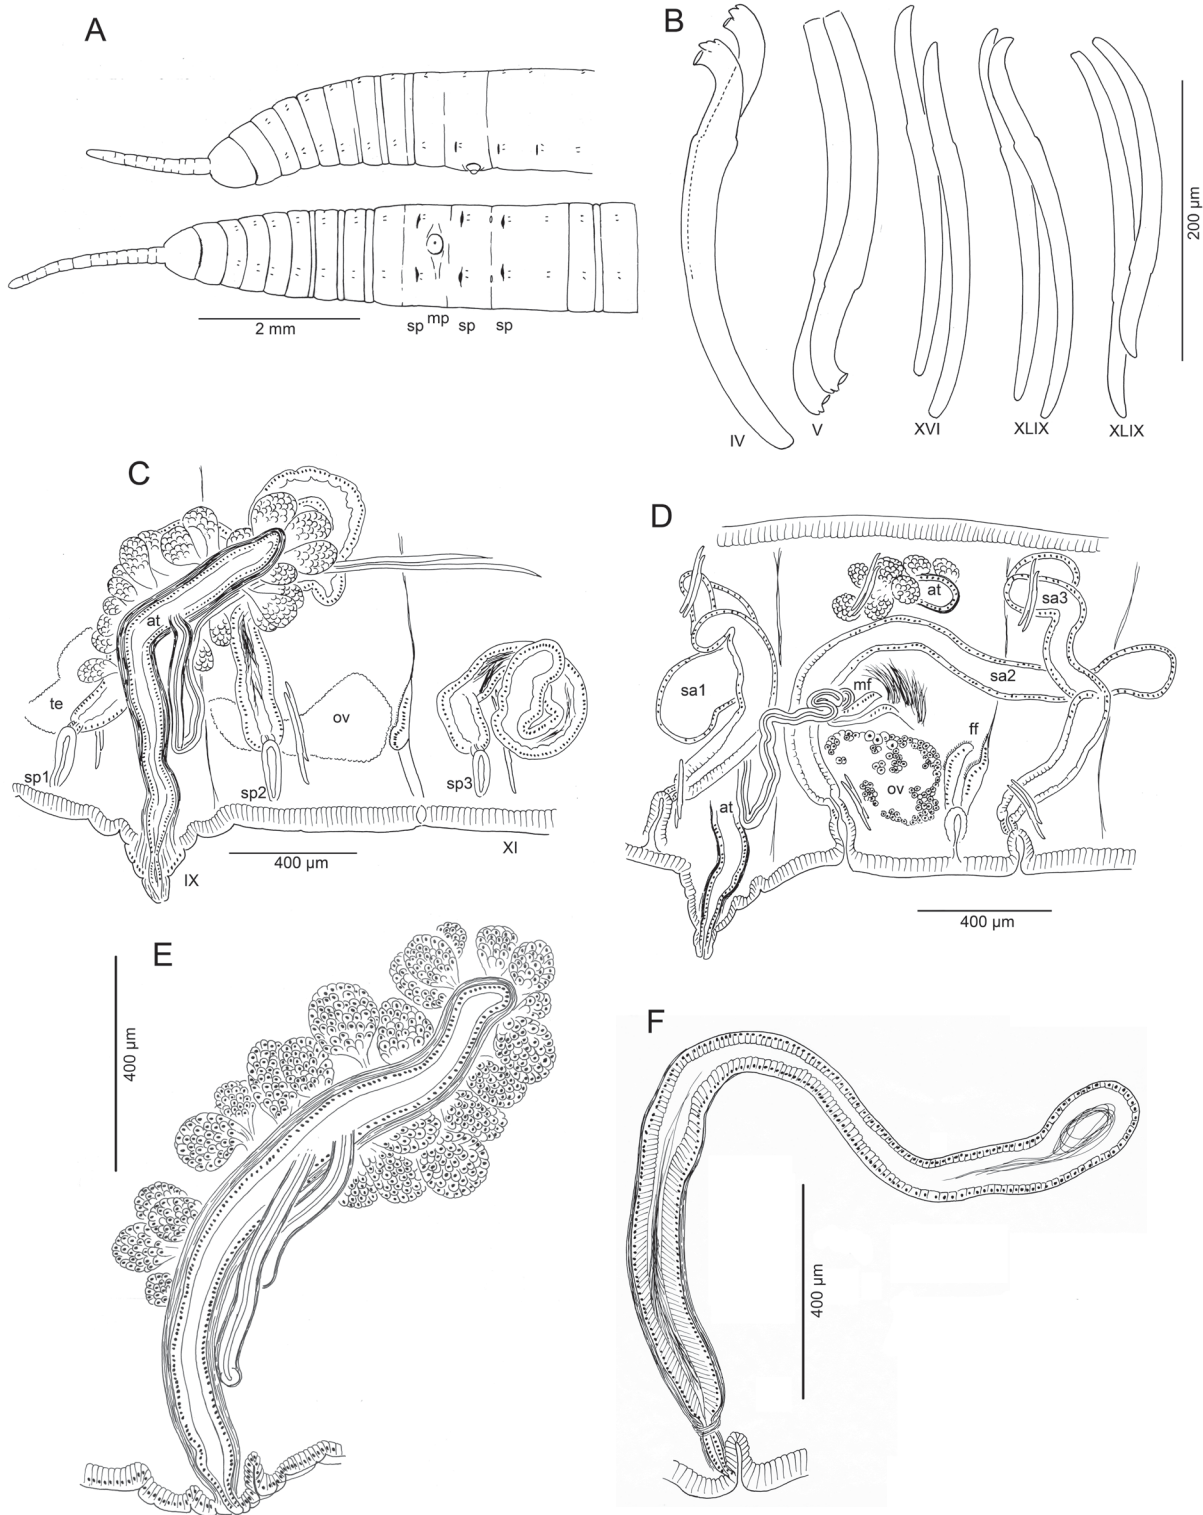 A
2 mm
sp mp sp sp
B
200 µm
IV V XVI XLIX XLIX
C
at
te
ov
sp1 sp2 sp3
400 µm
IX XI
D
at
sa3
sa1 mf sa2
ff
ov
at
400 µm
E
400 µm
F
400 µm